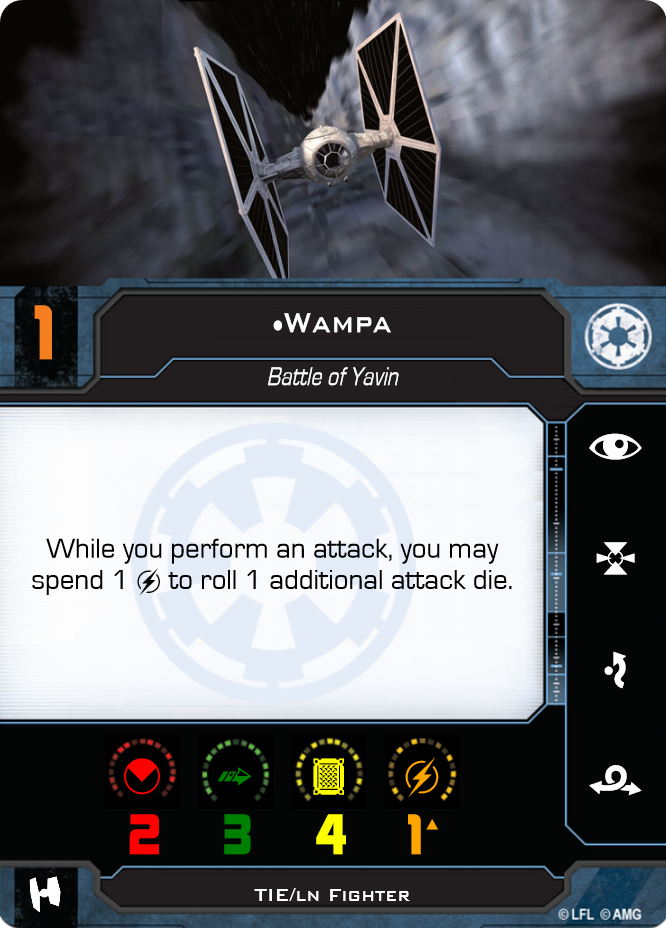 1
•Wampa
Battle of Yavin
While you perform an attack, you may
spend 1 to roll 1 additional attack die.
2 3 4 1
TIE/ln Fighter
© LFL © AMG